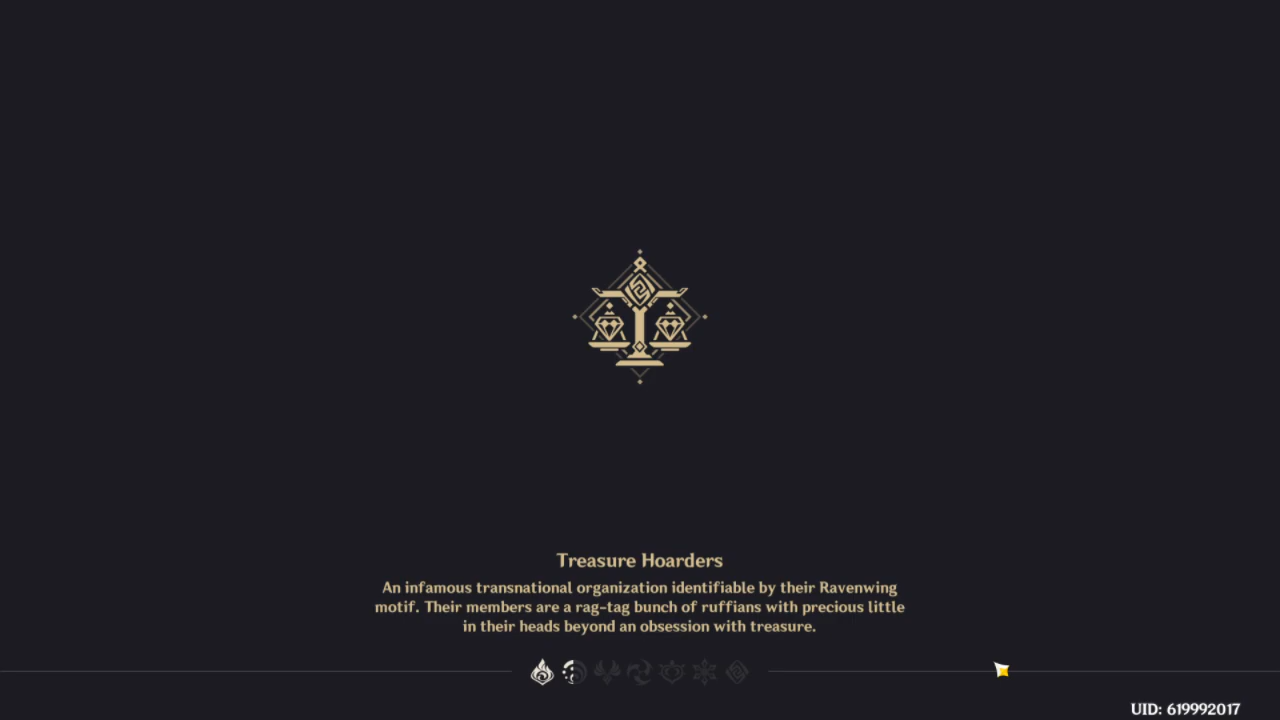 Treasure Hoarders
An infamous transnational organization identifiable by their Ravenwing
motif. Their members are a rag-tag bunch of ruffians with precious little
in their heads beyond an obsession with treasure.
UID: 619992017